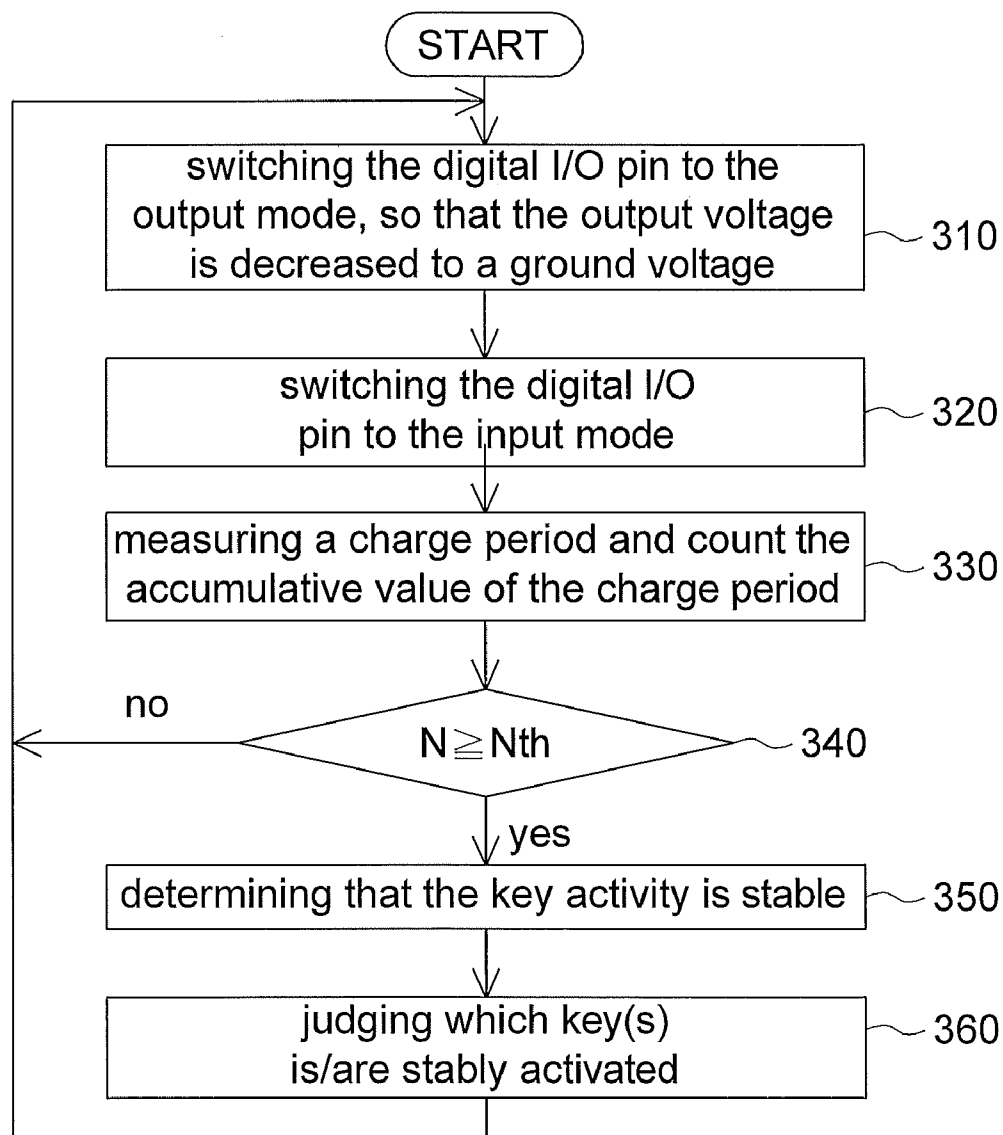 START
switching the digital I/O pin to the
output mode, so that the output voltage
is decreased to a ground voltage
310
switching the digital I/O
pin to the input mode
320
measuring a charge period and count the
accumulative value of the charge period
330
no
N≧Nth
340
yes
determining that the key activity is stable
350
judging which key(s)
is/are stably activated
360